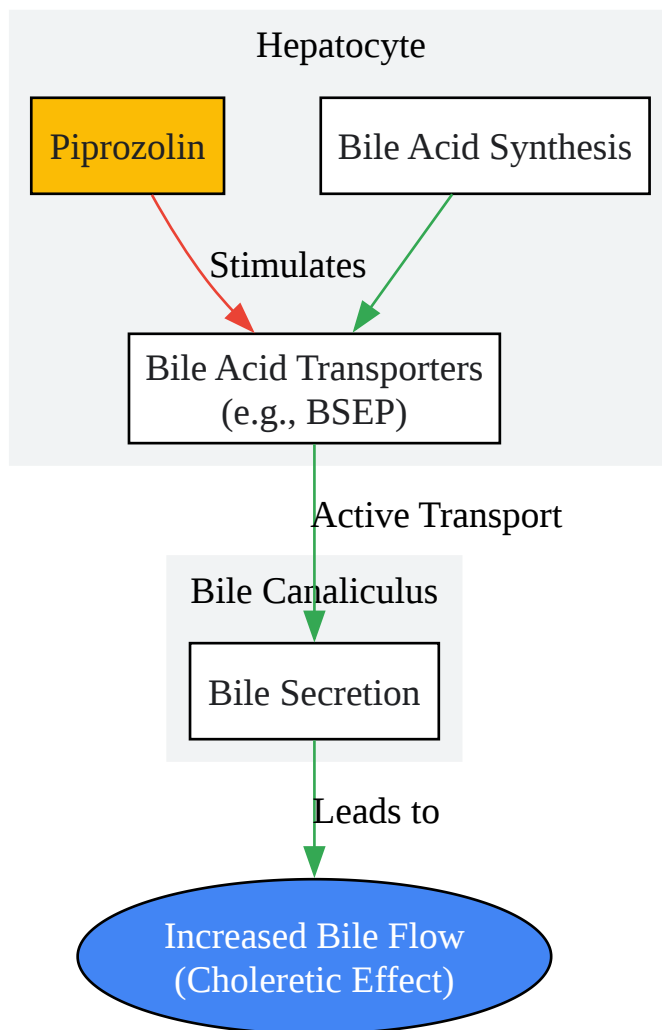 Hepatocyte
Piprozolin
Bile Acid Synthesis
Stimulates
Bile Acid Transporters
(e.g., BSEP)
Active Transport
Bile Canaliculus
Bile Secretion
Leads to
Increased Bile Flow
(Choleretic Effect)